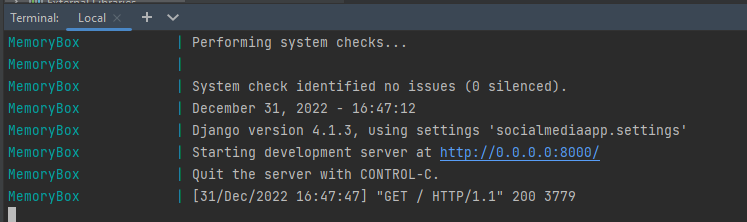 External Libraries
Terminal: Local × +
MemoryBox | Performing system checks...
MemoryBox |
MemoryBox | System check identified no issues (0 silenced).
MemoryBox | December 31, 2022 - 16:47:12
MemoryBox | Django version 4.1.3, using settings 'socialmediaapp.settings'
MemoryBox | Starting development server at http://0.0.0.0:8000/
MemoryBox | Quit the server with CONTROL-C.
MemoryBox | [31/Dec/2022 16:47:47] "GET / HTTP/1.1" 200 3779